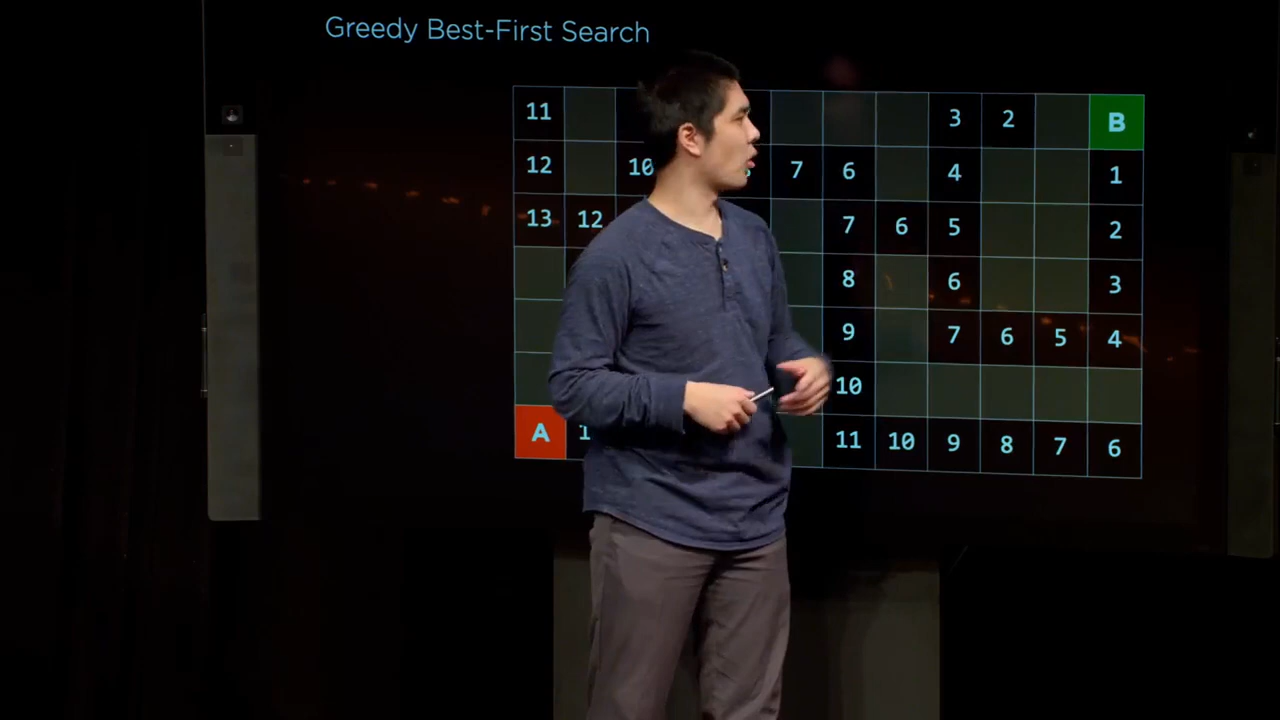 Greedy Best-First Search
11 3 2 B
12 10 7 6 4 1
13 12 7 6 5 2
8 6 3
9 7 6 5 4
10
A 11 10 9 8 7 6